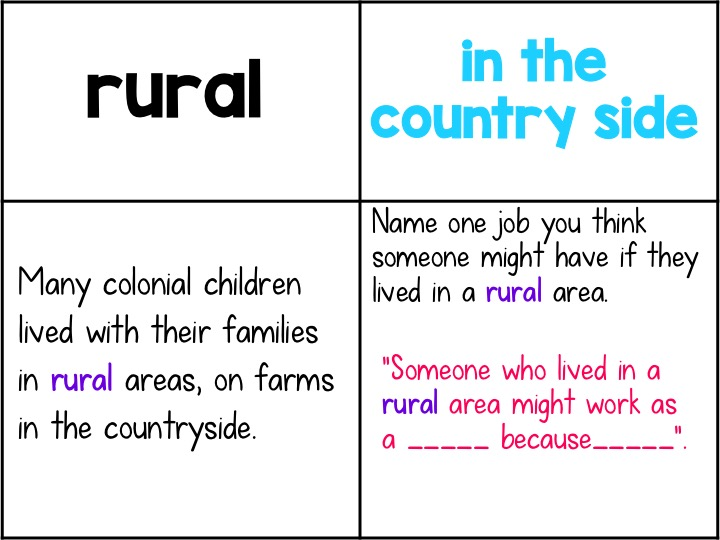 rural
in the
country side
Many colonial children
lived with their families
in rural areas, on farms
in the countryside.
Name one job you think
someone might have if they
lived in a rural area.
"Someone who lived in a
rural area might work as
a _____ because_____".